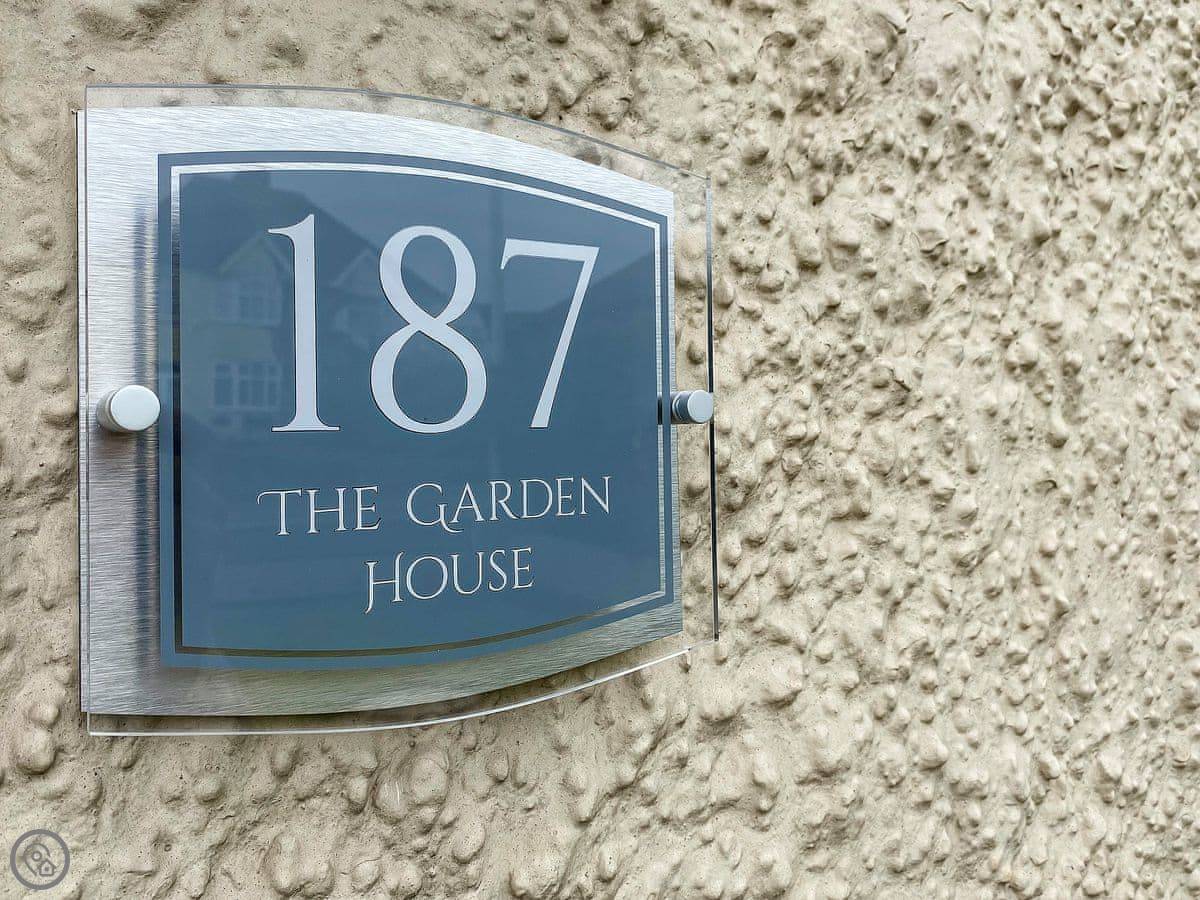 187
THE GARDEN
HOUSE